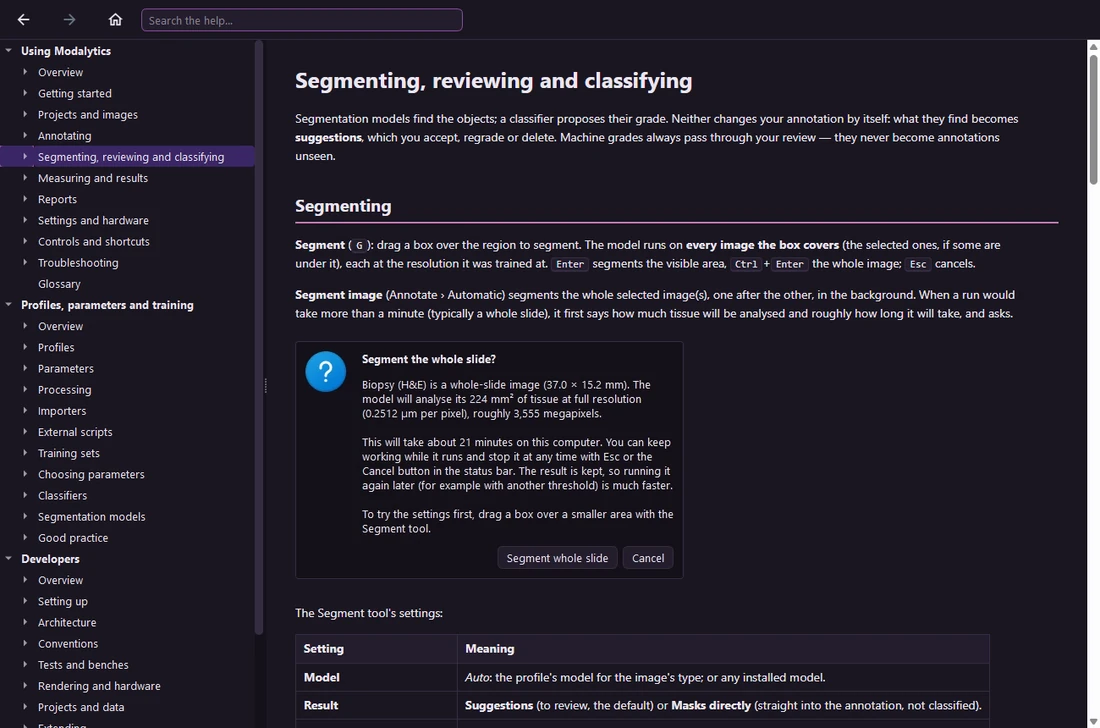 Search the help...
Using Modalytics
Overview
Getting started
Projects and images
Annotating
Segmenting, reviewing and classifying
Measuring and results
Reports
Settings and hardware
Controls and shortcuts
Troubleshooting
Glossary
Profiles, parameters and training
Overview
Profiles
Parameters
Processing
Importers
External scripts
Training sets
Choosing parameters
Classifiers
Segmentation models
Good practice
Developers
Overview
Setting up
Architecture
Conventions
Tests and benches
Rendering and hardware
Projects and data
Extending
Segmenting, reviewing and classifying
Segmentation models find the objects; a classifier proposes their grade. Neither changes your annotation by itself: what they find becomes
suggestions, which you accept, regrade or delete. Machine grades always pass through your review — they never become annotations
unseen.
Segmenting
Segment ( G ): drag a box over the region to segment. The model runs on every image the box covers (the selected ones, if some are
under it), each at the resolution it was trained at. Enter segments the visible area, Ctrl + Enter the whole image; Esc cancels.
Segment image (Annotate › Automatic) segments the whole selected image(s), one after the other, in the background. When a run would
take more than a minute (typically a whole slide), it first says how much tissue will be analysed and roughly how long it will take, and asks.
?
Segment the whole slide?
Biopsy (H&E) is a whole-slide image (37.0 × 15.2 mm). The
model will analyse its 224 mm² of tissue at full resolution
(0.2512 µm per pixel), roughly 3,555 megapixels.
This will take about 21 minutes on this computer. You can keep
working while it runs and stop it at any time with Esc or the
Cancel button in the status bar. The result is kept, so running it
again later (for example with another threshold) is much faster.
To try the settings first, drag a box over a smaller area with the
Segment tool.
Segment whole slide Cancel
The Segment tool's settings:
Setting Meaning
Model Auto: the profile's model for the image's type; or any installed model.
Result Suggestions (to review, the default) or Masks directly (straight into the annotation, not classified).